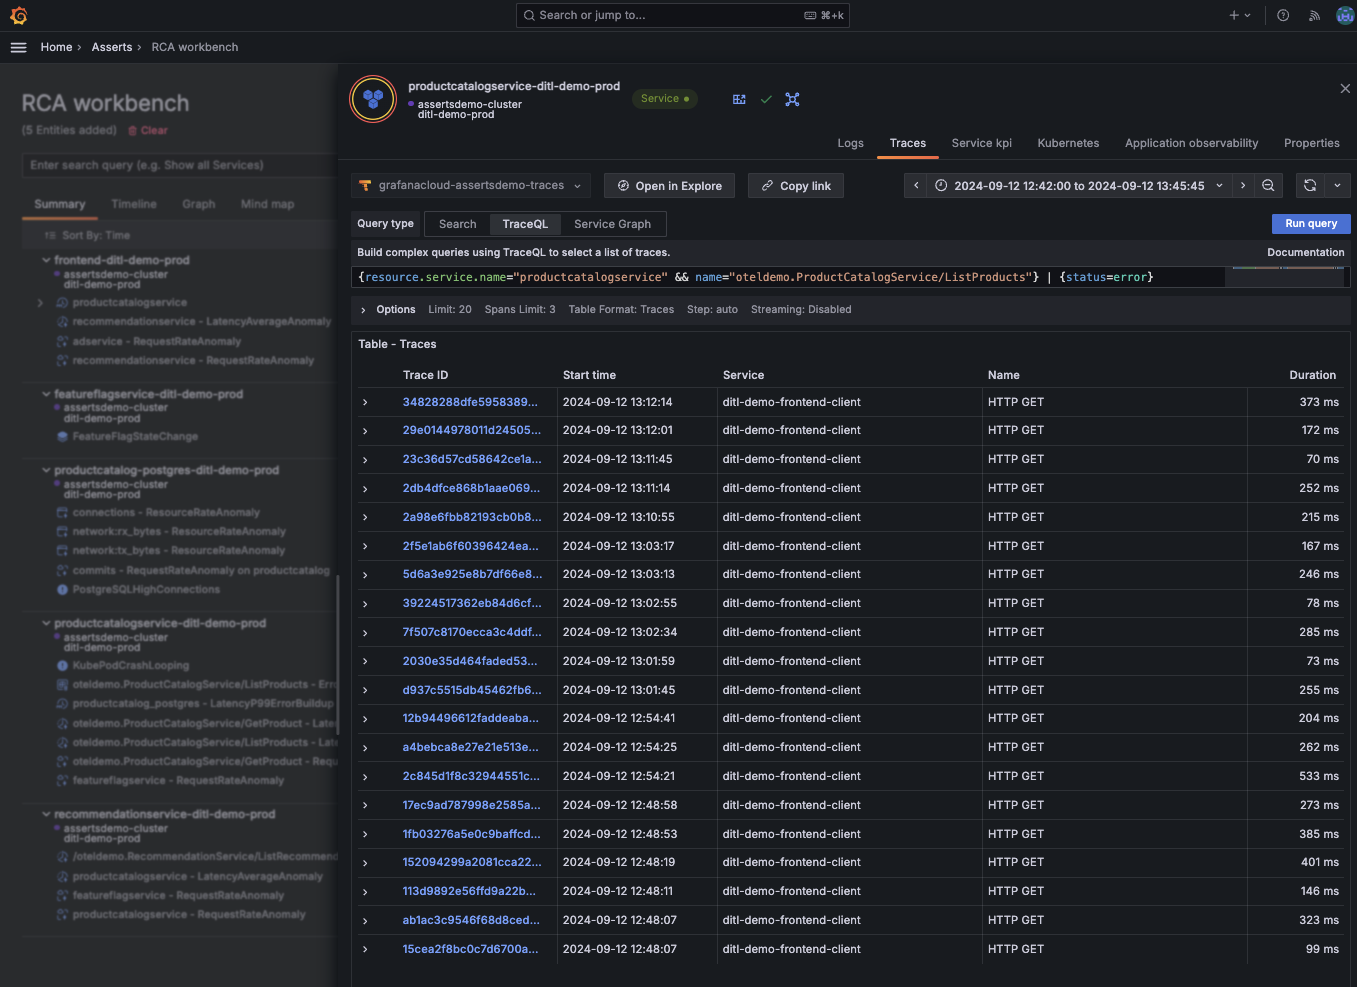 Search or jump to...
⌘+k
Home › Asserts › RCA workbench
RCA workbench
(5 Entities added) Clear
Enter search query (e.g. Show all Services)
Summary Timeline Graph Mind map
Sort By: Time
frontend-ditl-demo-prod
assertsdemo-cluster
ditl-demo-prod
productcatalogservice
recommendationservice - LatencyAverageAnomaly
adservice - RequestRateAnomaly
recommendationservice - RequestRateAnomaly
featureflagservice-ditl-demo-prod
assertsdemo-cluster
ditl-demo-prod
FeatureFlagStateChange
productcatalog-postgres-ditl-demo-prod
assertsdemo-cluster
ditl-demo-prod
connections - ResourceRateAnomaly
network:rx_bytes - ResourceRateAnomaly
network:tx_bytes - ResourceRateAnomaly
commits - RequestRateAnomaly on productcatalog
PostgreSQLHighConnections
productcatalogservice-ditl-demo-prod
assertsdemo-cluster
ditl-demo-prod
KubePodCrashLooping
oteldemo.ProductCatalogService/ListProducts - Err
productcatalog_postgres - LatencyP99ErrorBuildup
oteldemo.ProductCatalogService/GetProduct - Late
oteldemo.ProductCatalogService/ListProducts - Late
oteldemo.ProductCatalogService/GetProduct - Requ
featureflagservice - RequestRateAnomaly
recommendationservice-ditl-demo-prod
assertsdemo-cluster
ditl-demo-prod
/oteldemo.RecommendationService/ListRecommend
productcatalogservice - LatencyAverageAnomaly
featureflagservice - RequestRateAnomaly
productcatalogservice - RequestRateAnomaly
productcatalogservice-ditl-demo-prod
assertsdemo-cluster
ditl-demo-prod
Service
Logs Traces Service kpi Kubernetes Application observability Properties
grafanacloud-assertsdemo-traces Open in Explore Copy link 2024-09-12 12:42:00 to 2024-09-12 13:45:45
Query type Search TraceQL Service Graph Run query
Build complex queries using TraceQL to select a list of traces. Documentation
{resource.service.name="productcatalogservice" && name="oteldemo.ProductCatalogService/ListProducts"} | {status=error}
Options Limit: 20 Spans Limit: 3 Table Format: Traces Step: auto Streaming: Disabled
Table - Traces
Trace ID Start time Service Name Duration
34828288dfe5958389... 2024-09-12 13:12:14 ditl-demo-frontend-client HTTP GET 373 ms
29e0144978011d24505... 2024-09-12 13:12:01 ditl-demo-frontend-client HTTP GET 172 ms
23c36d57cd58642ce1a... 2024-09-12 13:11:45 ditl-demo-frontend-client HTTP GET 70 ms
2db4dfce868b1aae069... 2024-09-12 13:11:14 ditl-demo-frontend-client HTTP GET 252 ms
2a98e6fbb82193cb0b8... 2024-09-12 13:10:55 ditl-demo-frontend-client HTTP GET 215 ms
2f5e1ab6f60396424ea... 2024-09-12 13:03:17 ditl-demo-frontend-client HTTP GET 167 ms
5d6a3e925e8b7df66e8... 2024-09-12 13:03:13 ditl-demo-frontend-client HTTP GET 246 ms
39224517362eb84d6cf... 2024-09-12 13:02:55 ditl-demo-frontend-client HTTP GET 78 ms
7f507c8170ecca3c4ddf... 2024-09-12 13:02:34 ditl-demo-frontend-client HTTP GET 285 ms
2030e35d464faded53... 2024-09-12 13:01:59 ditl-demo-frontend-client HTTP GET 73 ms
d937c5515db45462fb6... 2024-09-12 13:01:45 ditl-demo-frontend-client HTTP GET 255 ms
12b94496612faddeaba... 2024-09-12 12:54:41 ditl-demo-frontend-client HTTP GET 204 ms
a4bebca8e27e21e513e... 2024-09-12 12:54:25 ditl-demo-frontend-client HTTP GET 262 ms
2c845d1f8c32944551c... 2024-09-12 12:54:21 ditl-demo-frontend-client HTTP GET 533 ms
17ec9ad787998e2585a... 2024-09-12 12:48:58 ditl-demo-frontend-client HTTP GET 273 ms
1fb03276a5e0c9baffcd... 2024-09-12 12:48:53 ditl-demo-frontend-client HTTP GET 385 ms
152094299a2081cca22... 2024-09-12 12:48:19 ditl-demo-frontend-client HTTP GET 401 ms
113d9892e56ffd9a22b... 2024-09-12 12:48:11 ditl-demo-frontend-client HTTP GET 146 ms
ab1ac3c9546f68d8ced... 2024-09-12 12:48:07 ditl-demo-frontend-client HTTP GET 323 ms
15cea2f8bc0c7d6700a... 2024-09-12 12:48:07 ditl-demo-frontend-client HTTP GET 99 ms